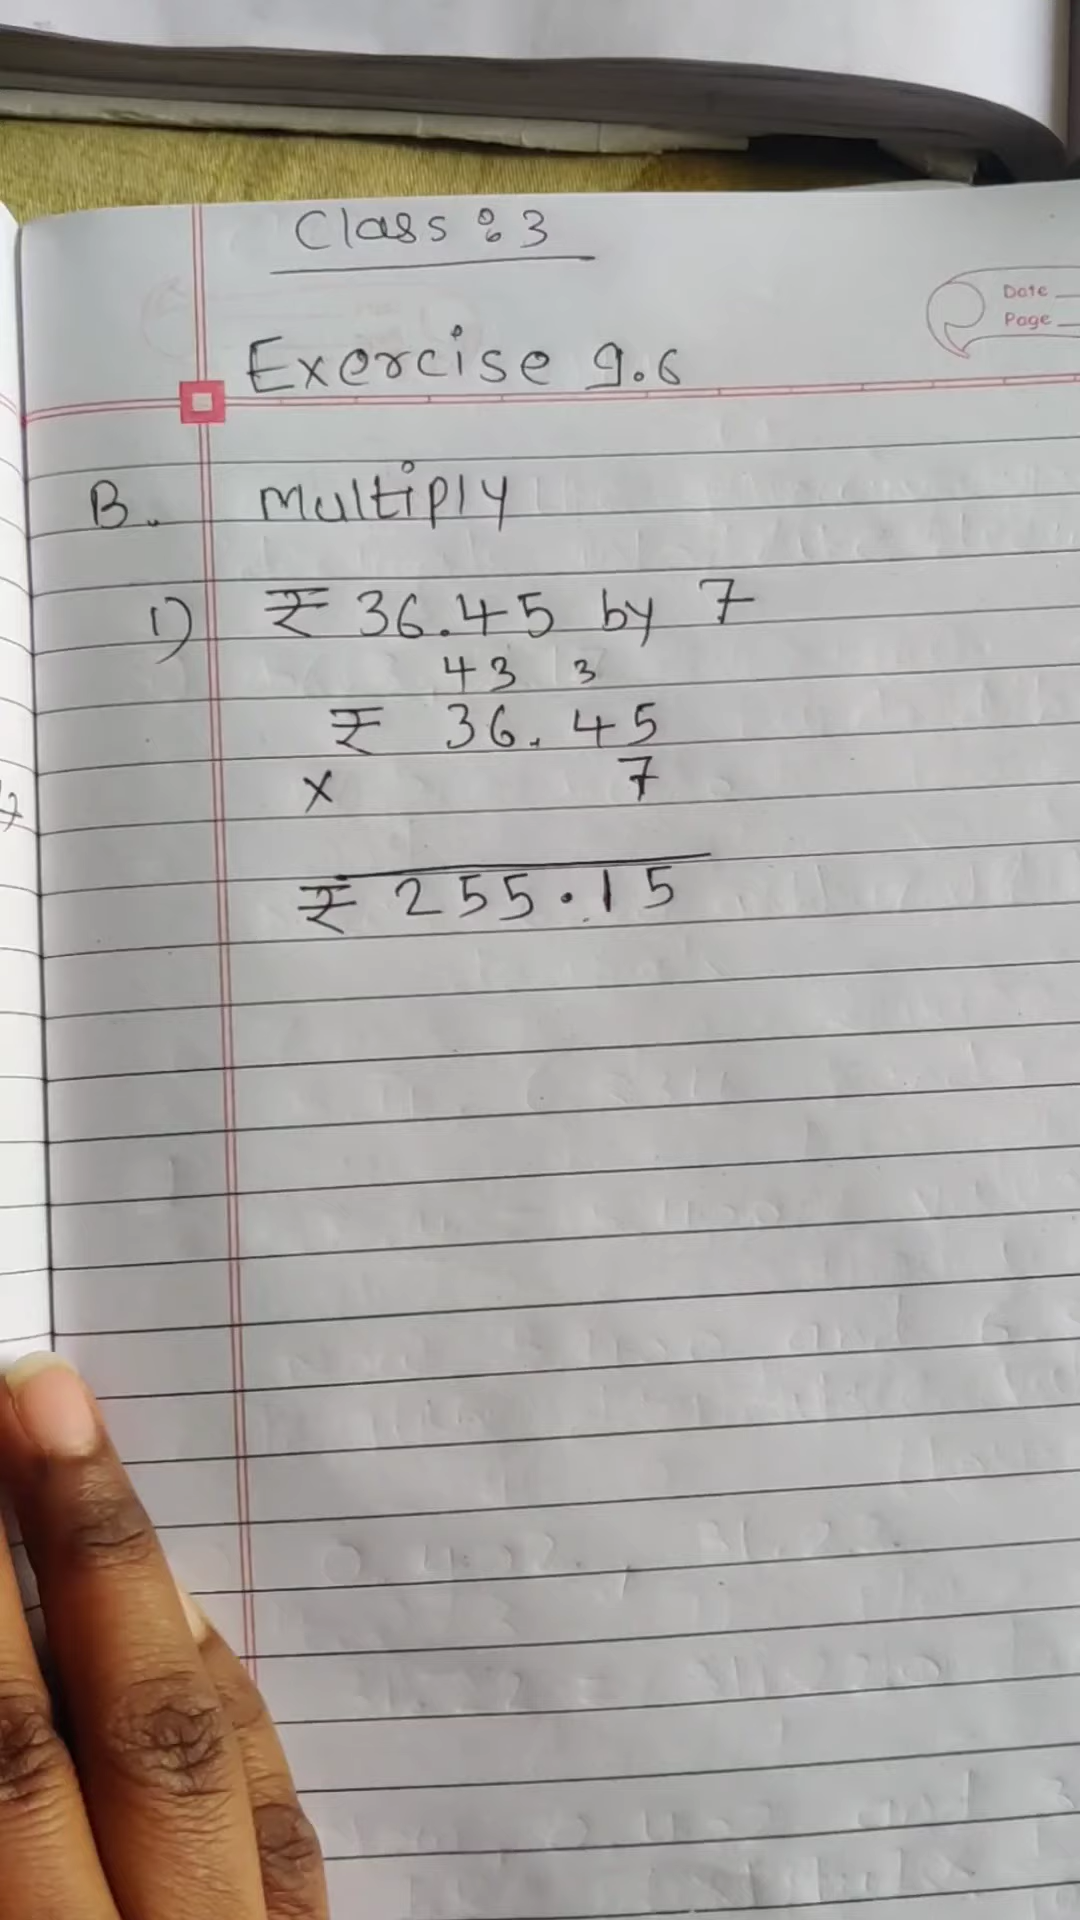 Class : 3
Date
Page
Exercise 9.6
B. Multiply
1) ₹ 36.45 by 7
43 3
₹ 36.45
x 7
₹ 255.15